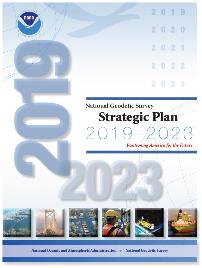 NOAA
2019
2020
2021
2022
2023
2019
National Geodetic Survey
Strategic Plan
2019 2023
Positioning America for the Future
2023
National Oceanic and Atmospheric Administration • National Geodetic Survey